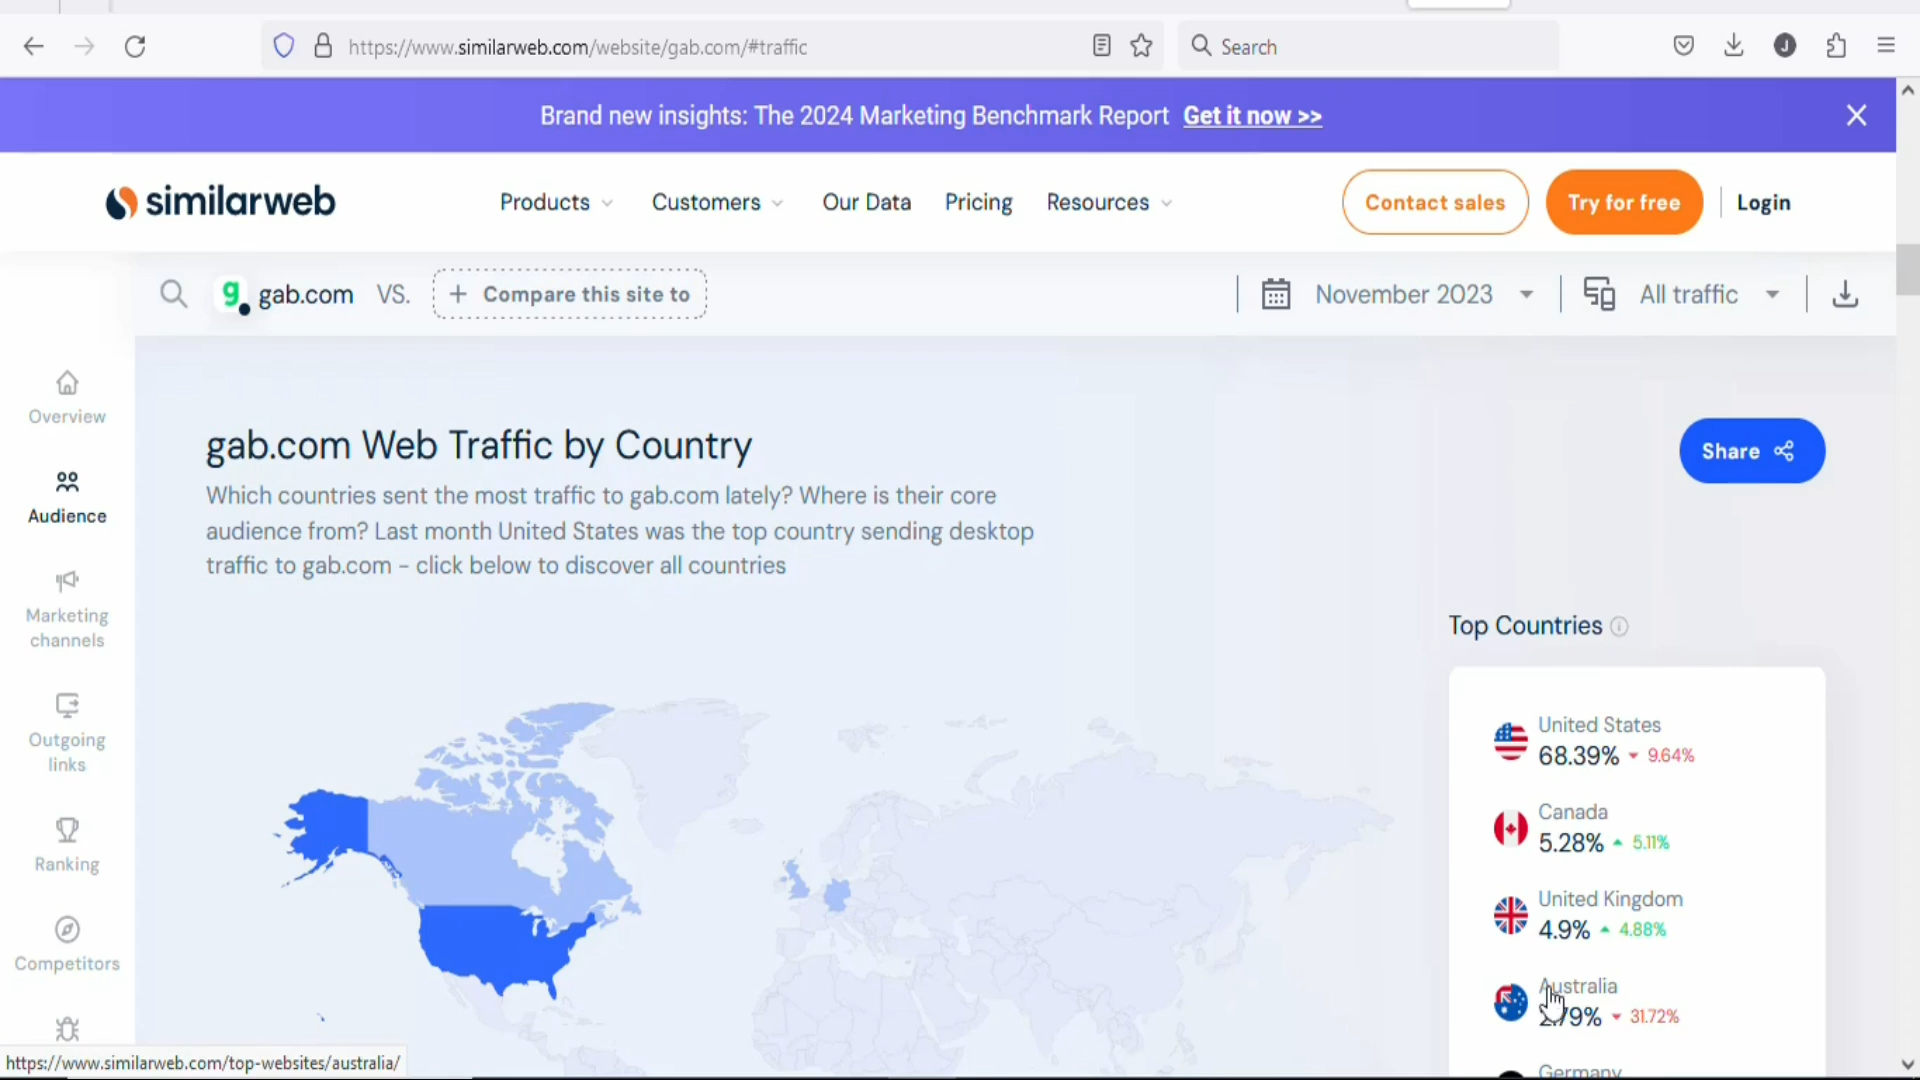 https://www.similarweb.com/website/gab.com/#traffic
Search
J
Brand new insights: The 2024 Marketing Benchmark Report Get it now >>
similarweb
Products
Customers
Our Data
Pricing
Resources
Contact sales
Try for free
Login
g
gab.com
VS.
+ Compare this site to
November 2023
All traffic
Overview
Audience
Marketing
channels
Outgoing
links
Ranking
Competitors
gab.com Web Traffic by Country
Which countries sent the most traffic to gab.com lately? Where is their core
audience from? Last month United States was the top country sending desktop
traffic to gab.com - click below to discover all countries
Share
Top Countries
United States
68.39% 9.64%
Canada
5.28% 5.11%
United Kingdom
4.9% 4.88%
Australia
31.72%
Germany
https://www.similarweb.com/top-websites/australia/